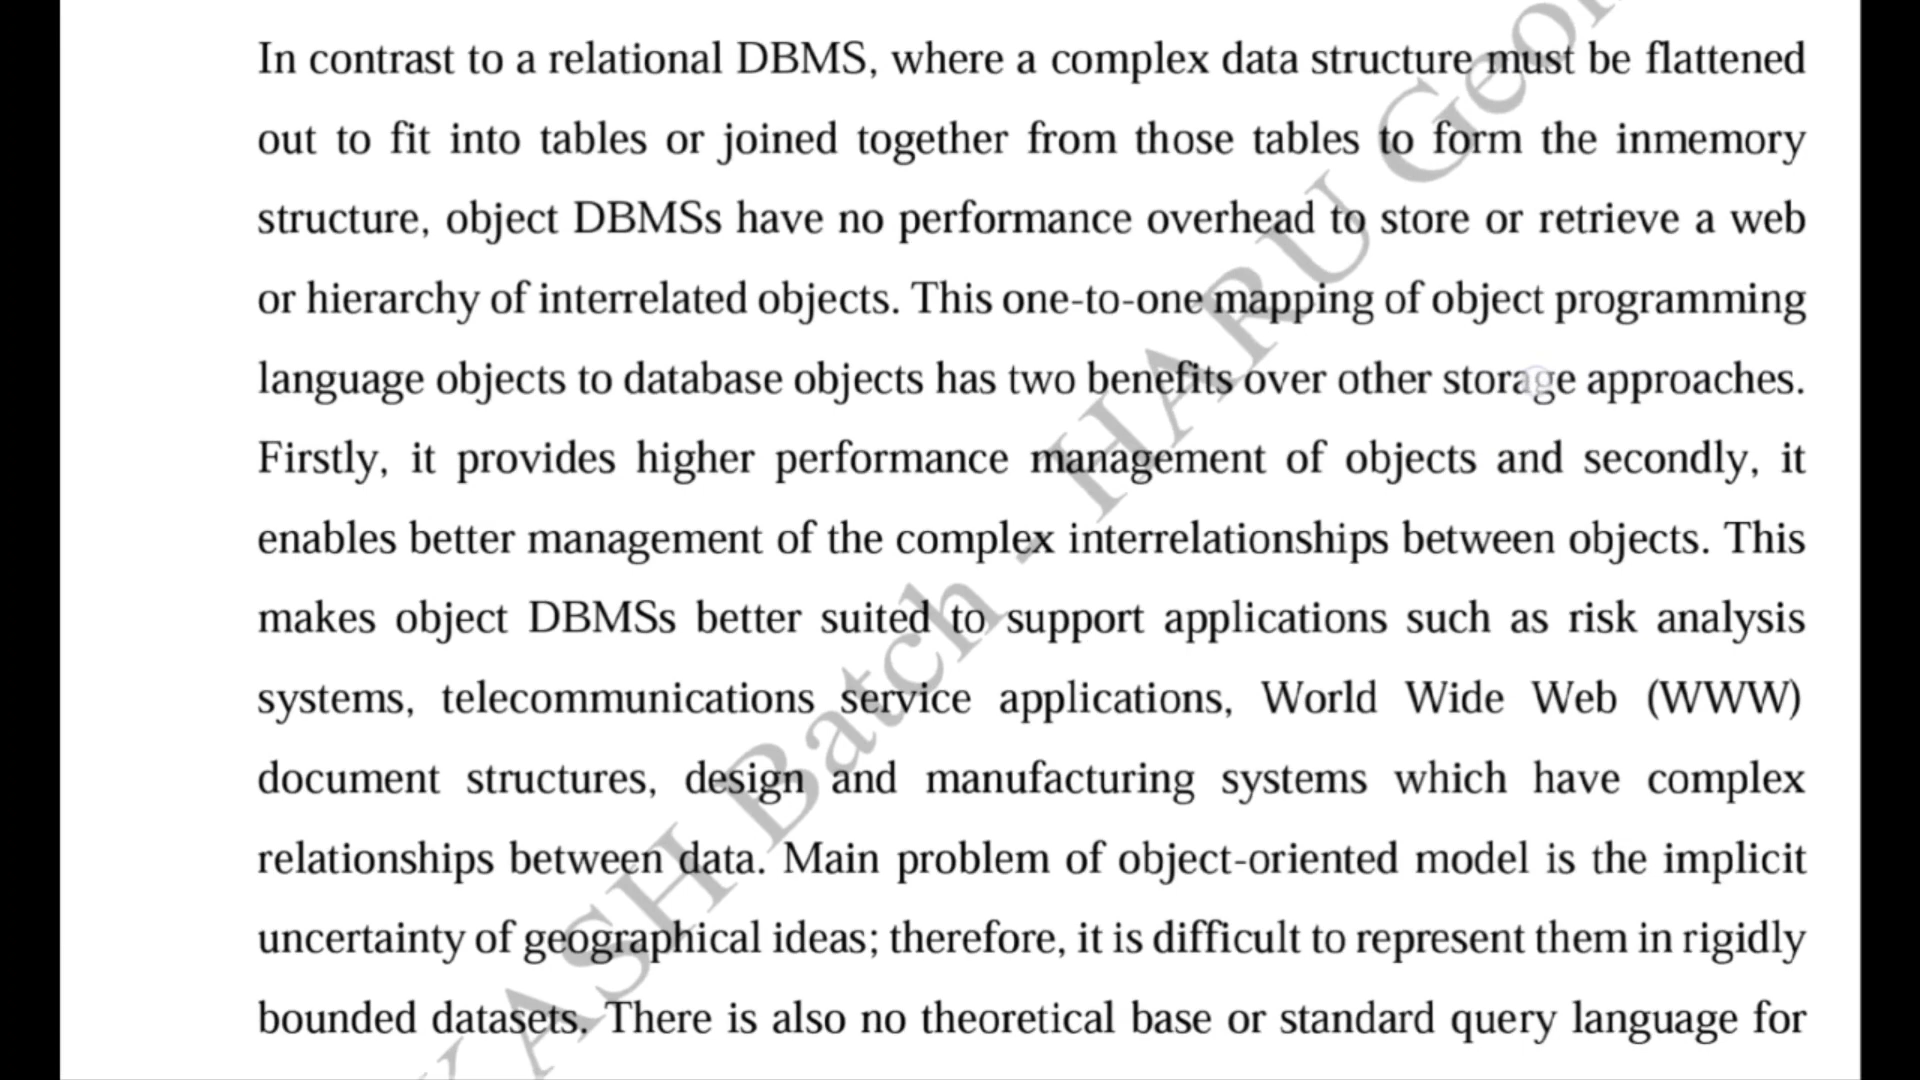 In contrast to a relational DBMS, where a complex data structure must be flattened
out to fit into tables or joined together from those tables to form the inmemory
structure, object DBMSs have no performance overhead to store or retrieve a web
or hierarchy of interrelated objects. This one-to-one mapping of object programming
language objects to database objects has two benefits over other storage approaches.
Firstly, it provides higher performance management of objects and secondly, it
enables better management of the complex interrelationships between objects. This
makes object DBMSs better suited to support applications such as risk analysis
systems, telecommunications service applications, World Wide Web (WWW)
document structures, design and manufacturing systems which have complex
relationships between data. Main problem of object-oriented model is the implicit
uncertainty of geographical ideas; therefore, it is difficult to represent them in rigidly
bounded datasets. There is also no theoretical base or standard query language for
Batch - HARU